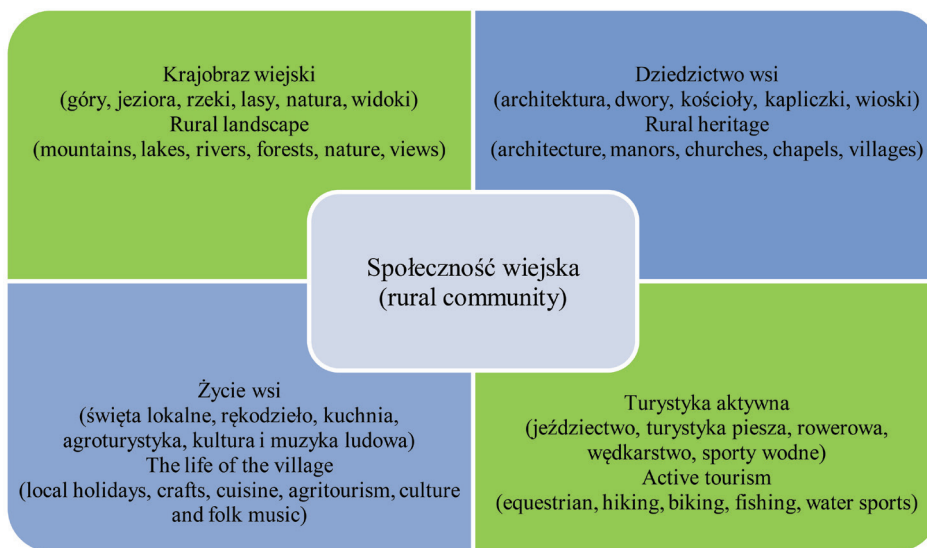 Krajobraz wiejski
(góry, jeziora, rzeki, lasy, natura, widoki)
Rural landscape
(mountains, lakes, rivers, forests, nature, views)
Dziedzictwo wsi
(architektura, dwory, kościoły, kapliczki, wioski)
Rural heritage
(architecture, manors, churches, chapels, villages)
Społeczność wiejska
(rural community)
Życie wsi
(święta lokalne, rękodzieło, kuchnia,
agroturystyka, kultura i muzyka ludowa)
The life of the village
(local holidays, crafts, cuisine, agritourism, culture
and folk music)
Turystyka aktywna
(jeździectwo, turystyka piesza, rowerowa,
wędkarstwo, sporty wodne)
Active tourism
(equestrian, hiking, biking, fishing, water sports)